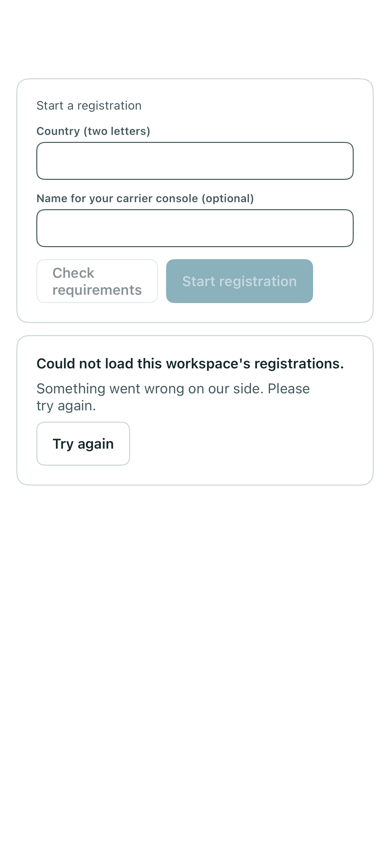 Start a registration
Country (two letters)
Name for your carrier console (optional)
Check
requirements
Start registration
Could not load this workspace's registrations.
Something went wrong on our side. Please
try again.
Try again